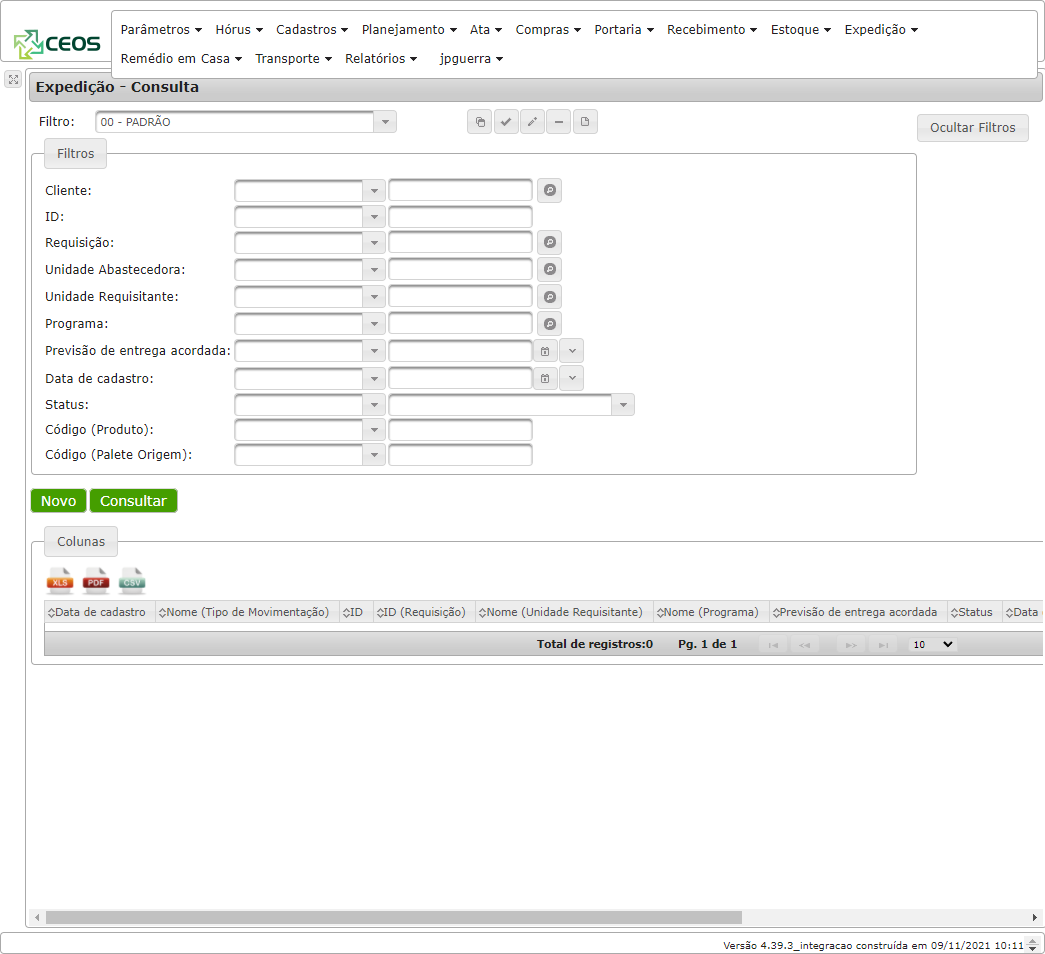 CEOS
Parâmetros Hórus Cadastros Planejamento Ata Compras Portaria Recebimento Estoque Expedição
Remédio em Casa Transporte Relatórios jpguerra
Expedição - Consulta
Filtro: 00 - PADRÃO
Ocultar Filtros
Filtros
Cliente:
ID:
Requisição:
Unidade Abastecedora:
Unidade Requisitante:
Programa:
Previsão de entrega acordada:
Data de cadastro:
Status:
Código (Produto):
Código (Palete Origem):
Novo Consultar
Colunas
XLS PDF CSV
Data de cadastro Nome (Tipo de Movimentação) ID ID (Requisição) Nome (Unidade Requisitante) Nome (Programa) Previsão de entrega acordada Status Data
Total de registros:0 Pg. 1 de 1 10
Versão 4.39.3_integracao construída em 09/11/2021 10:11